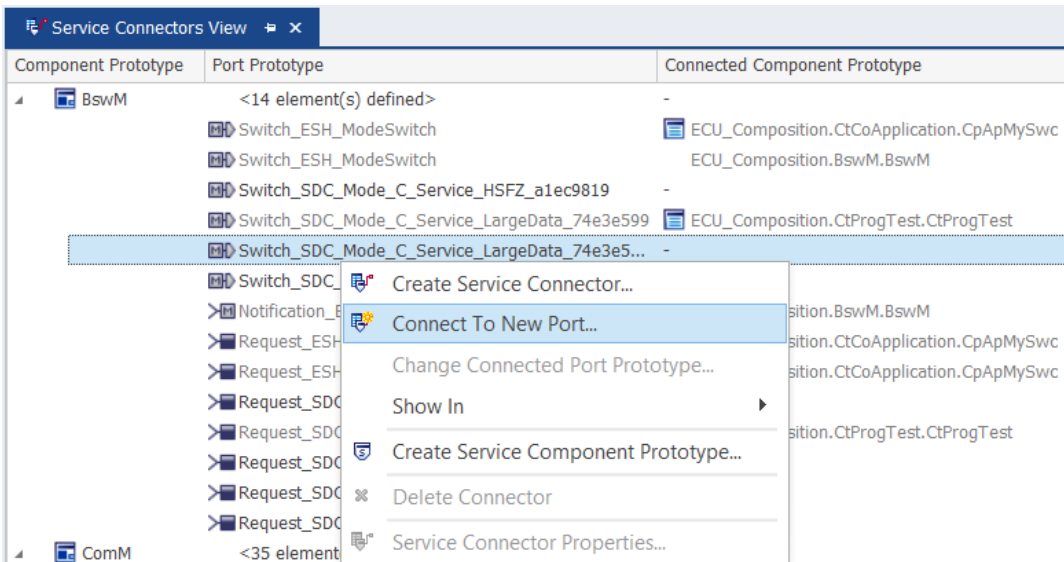 Service Connectors View
Component Prototype Port Prototype Connected Component Prototype
BswM <14 element(s) defined> -
Switch_ESH_ModeSwitch ECU_Composition.CtCoApplication.CpApMySwc
Switch_ESH_ModeSwitch ECU_Composition.BswM.BswM
Switch_SDC_Mode_C_Service_HSFZ_a1ec9819 -
Switch_SDC_Mode_C_Service_LargeData_74e3e599 ECU_Composition.CtProgTest.CtProgTest
Switch_SDC_Mode_C_Service_LargeData_74e3e5... -
Switch_SDC_
Create Service Connector...
Notification_E sition.BswM.BswM
Connect To New Port...
Request_ESH sition.CtCoApplication.CpApMySwc
Request_ESH sition.CtCoApplication.CpApMySwc
Change Connected Port Prototype...
Request_SDC
Show In
Request_SDC sition.CtProgTest.CtProgTest
Request_SDC
Create Service Component Prototype...
Request_SDC
Delete Connector
Request_SDC
Service Connector Properties...
ComM <35 element